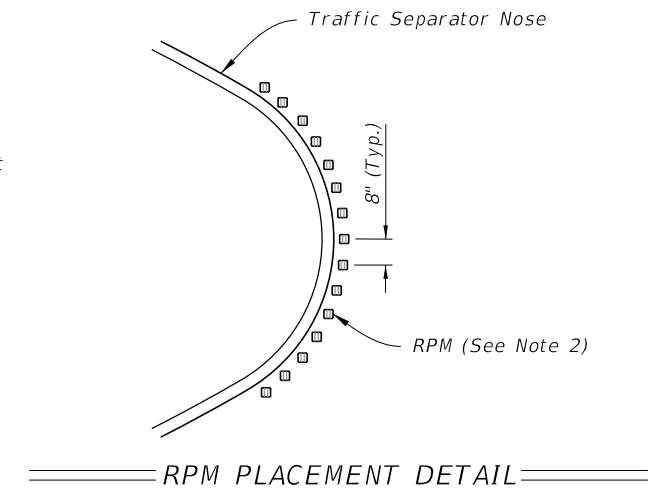 Traffic Separator Nose
8" (Typ.)
RPM (See Note 2)
RPM PLACEMENT DETAIL